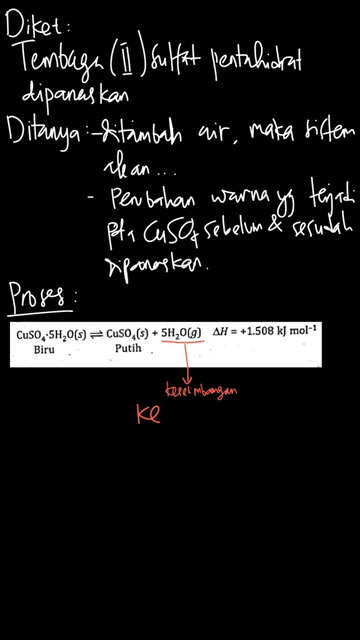 Diket:
Tembaga (II) Sulfat pentahidrat
dipanaskan
Ditanya: - ditambah air, maka sistem
akan...
- Perubahan warna yg terjadi
pd CuSO4 sebelum & sesudah
dipanaskan.
Proses:
CuSO₄·5H₂O(s) ⇌ CuSO₄(s) + 5H₂O(g) ΔH = +1.508 kJ mol⁻¹
Biru Putih
kesetimbangan
Ke